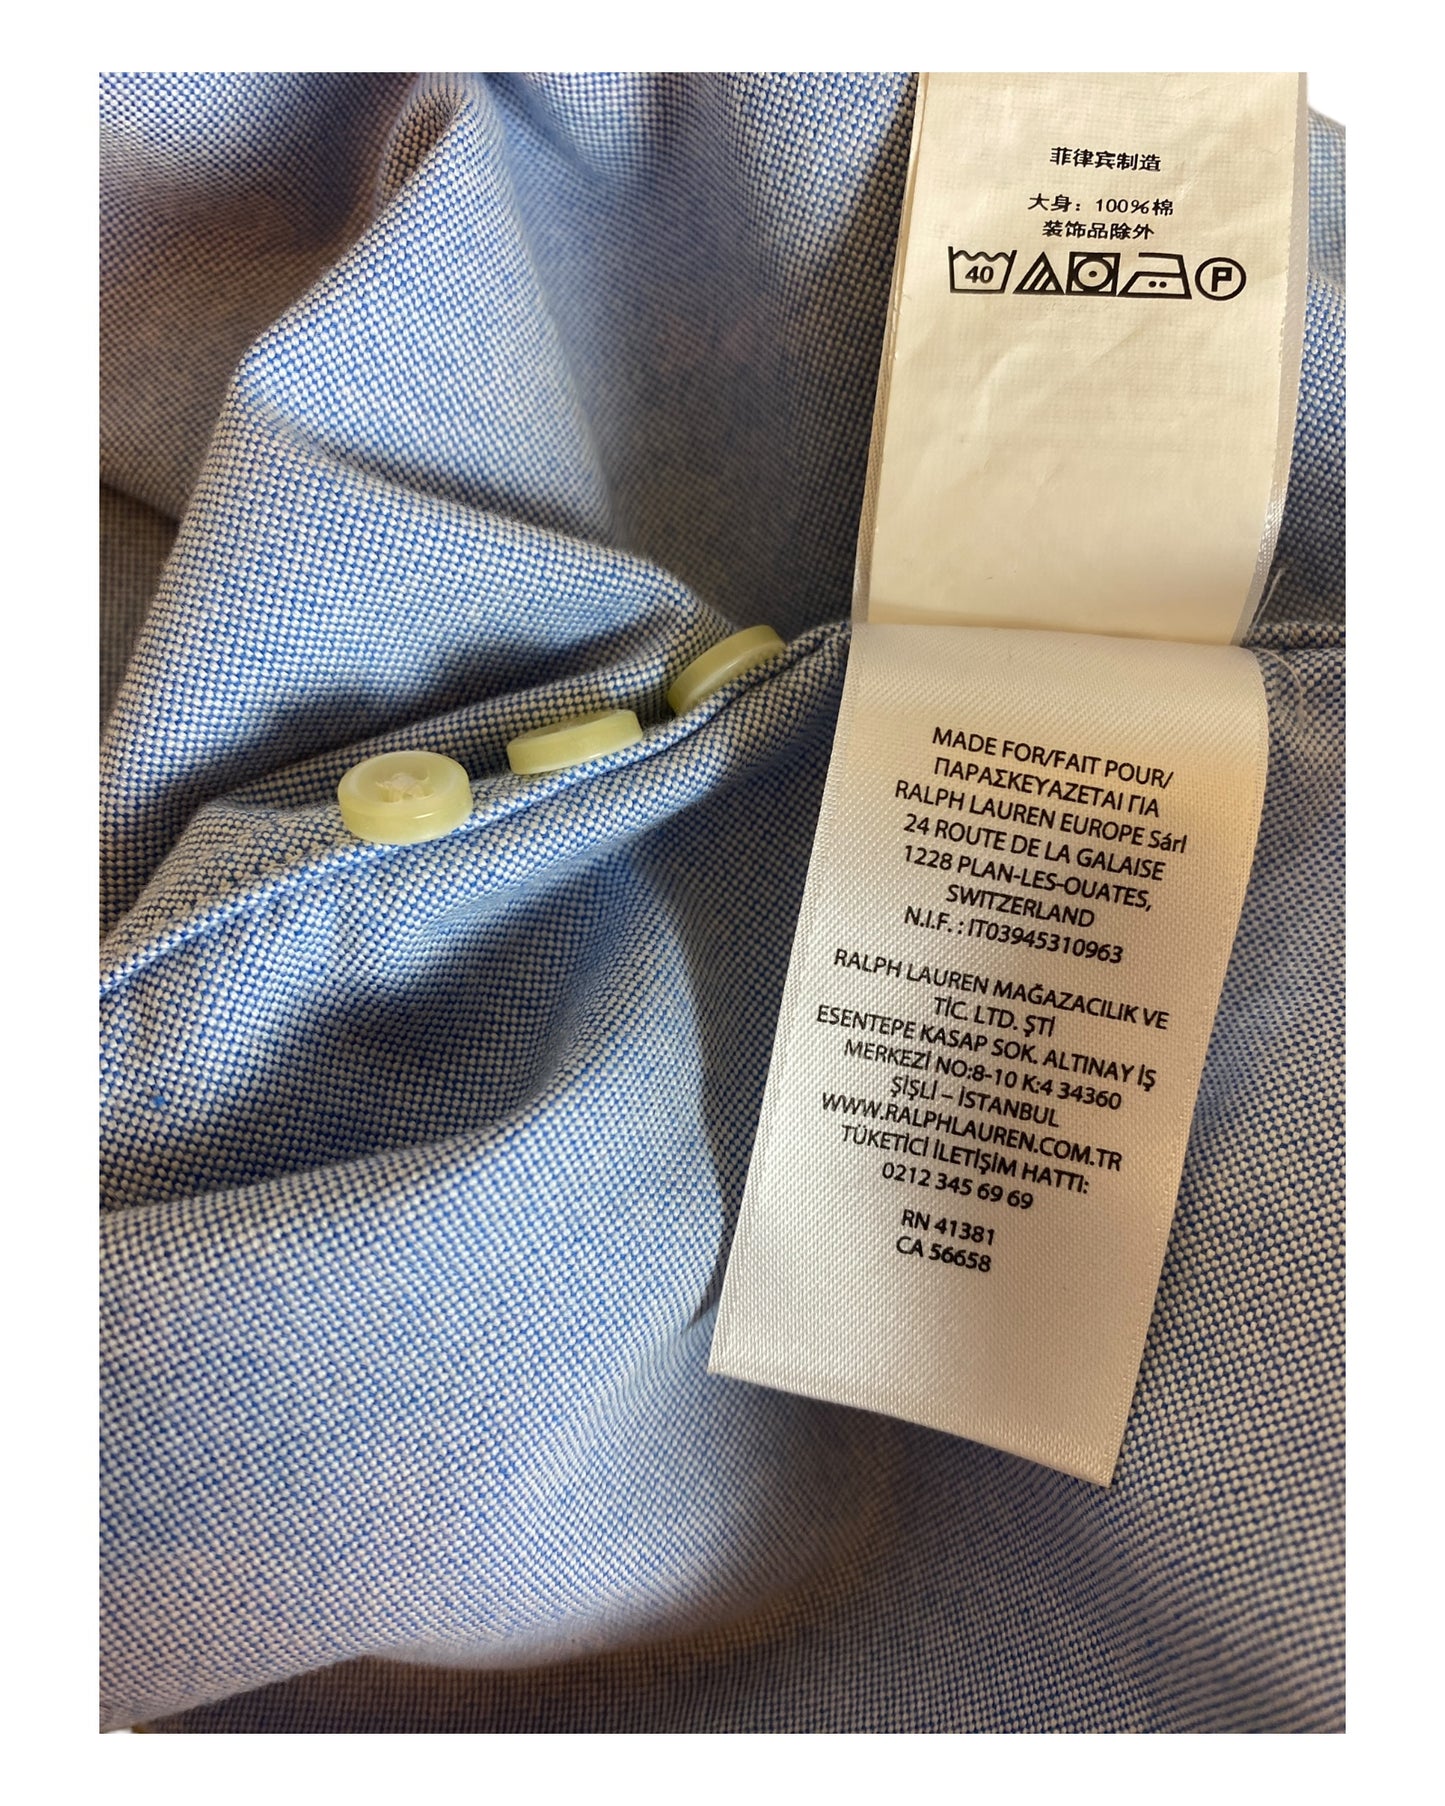 菲律宾制造
大身：100%棉
装饰品除外
40 P
MADE FOR/FAIT POUR/
ΠΑΡΑΣΚΕΥΑΖΕΤΑΙ ΓΙΑ
RALPH LAUREN EUROPE Sárl
24 ROUTE DE LA GALAISE
1228 PLAN-LES-OUATES,
SWITZERLAND
N.I.F. : IT03945310963
RALPH LAUREN MAĞAZACILIK VE
TİC. LTD. ŞTİ
ESENTEPE KASAP SOK. ALTINAY İŞ
MERKEZİ NO:8-10 K:4 34360
ŞİŞLİ – İSTANBUL
WWW.RALPHLAUREN.COM.TR
TÜKETİCİ İLETİŞİM HATTI:
0212 345 69 69
RN 41381
CA 56658